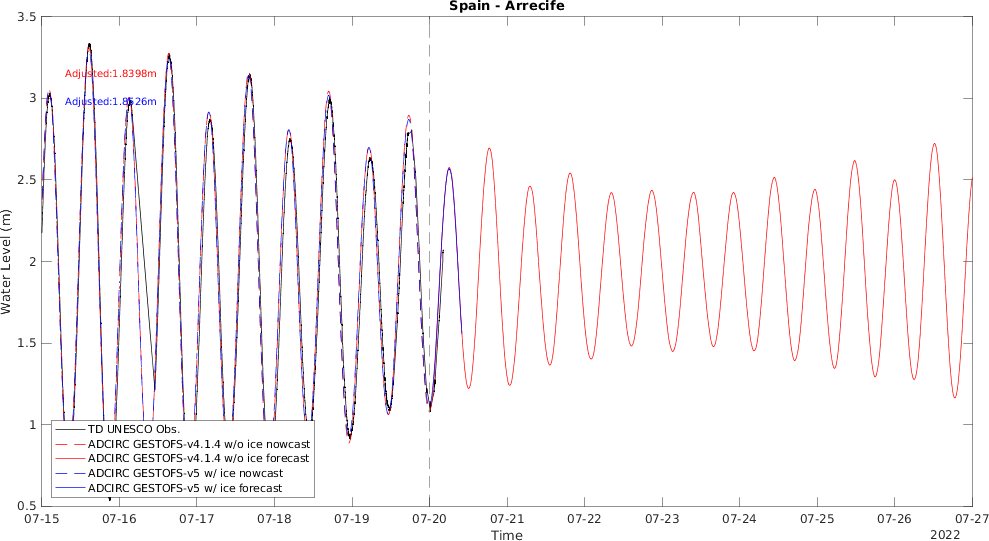 Spain - Arrecife
3.5
3
2.5
2
1.5
1
0.5
Water Level (m)
Adjusted:1.8398m
Adjusted:1.8526m
TD UNESCO Obs.
ADCIRC GESTOFS-v4.1.4 w/o ice nowcast
ADCIRC GESTOFS-v4.1.4 w/o ice forecast
ADCIRC GESTOFS-v5 w/ ice nowcast
ADCIRC GESTOFS-v5 w/ ice forecast
07-15 07-16 07-17 07-18 07-19 07-20 07-21 07-22 07-23 07-24 07-25 07-26 07-27
Time
2022